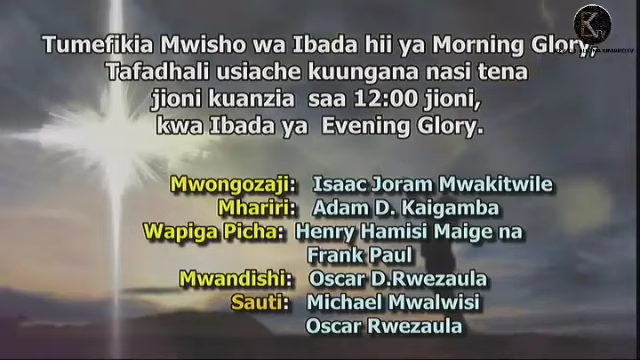 Tumefikia Mwisho wa Ibada hii ya Morning Glory,
Tafadhali usiache kuungana nasi tena
jioni kuanzia saa 12:00 jioni,
kwa Ibada ya Evening Glory.
Mwongozaji: Isaac Joram Mwakitwile
Mhariri: Adam D. Kaigamba
Wapiga Picha: Henry Hamisi Maige na
Frank Paul
Mwandishi: Oscar D.Rwezaula
Sauti: Michael Mwalwisi
Oscar Rwezaula